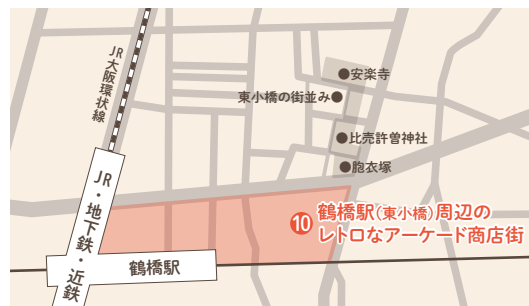 安楽寺
東小橋の街並み
比売許曽神社
胞衣塚
JR大阪環状線
JR・地下鉄・近鉄
鶴橋駅
10 鶴橋駅(東小橋)周辺の
レトロなアーケード商店街